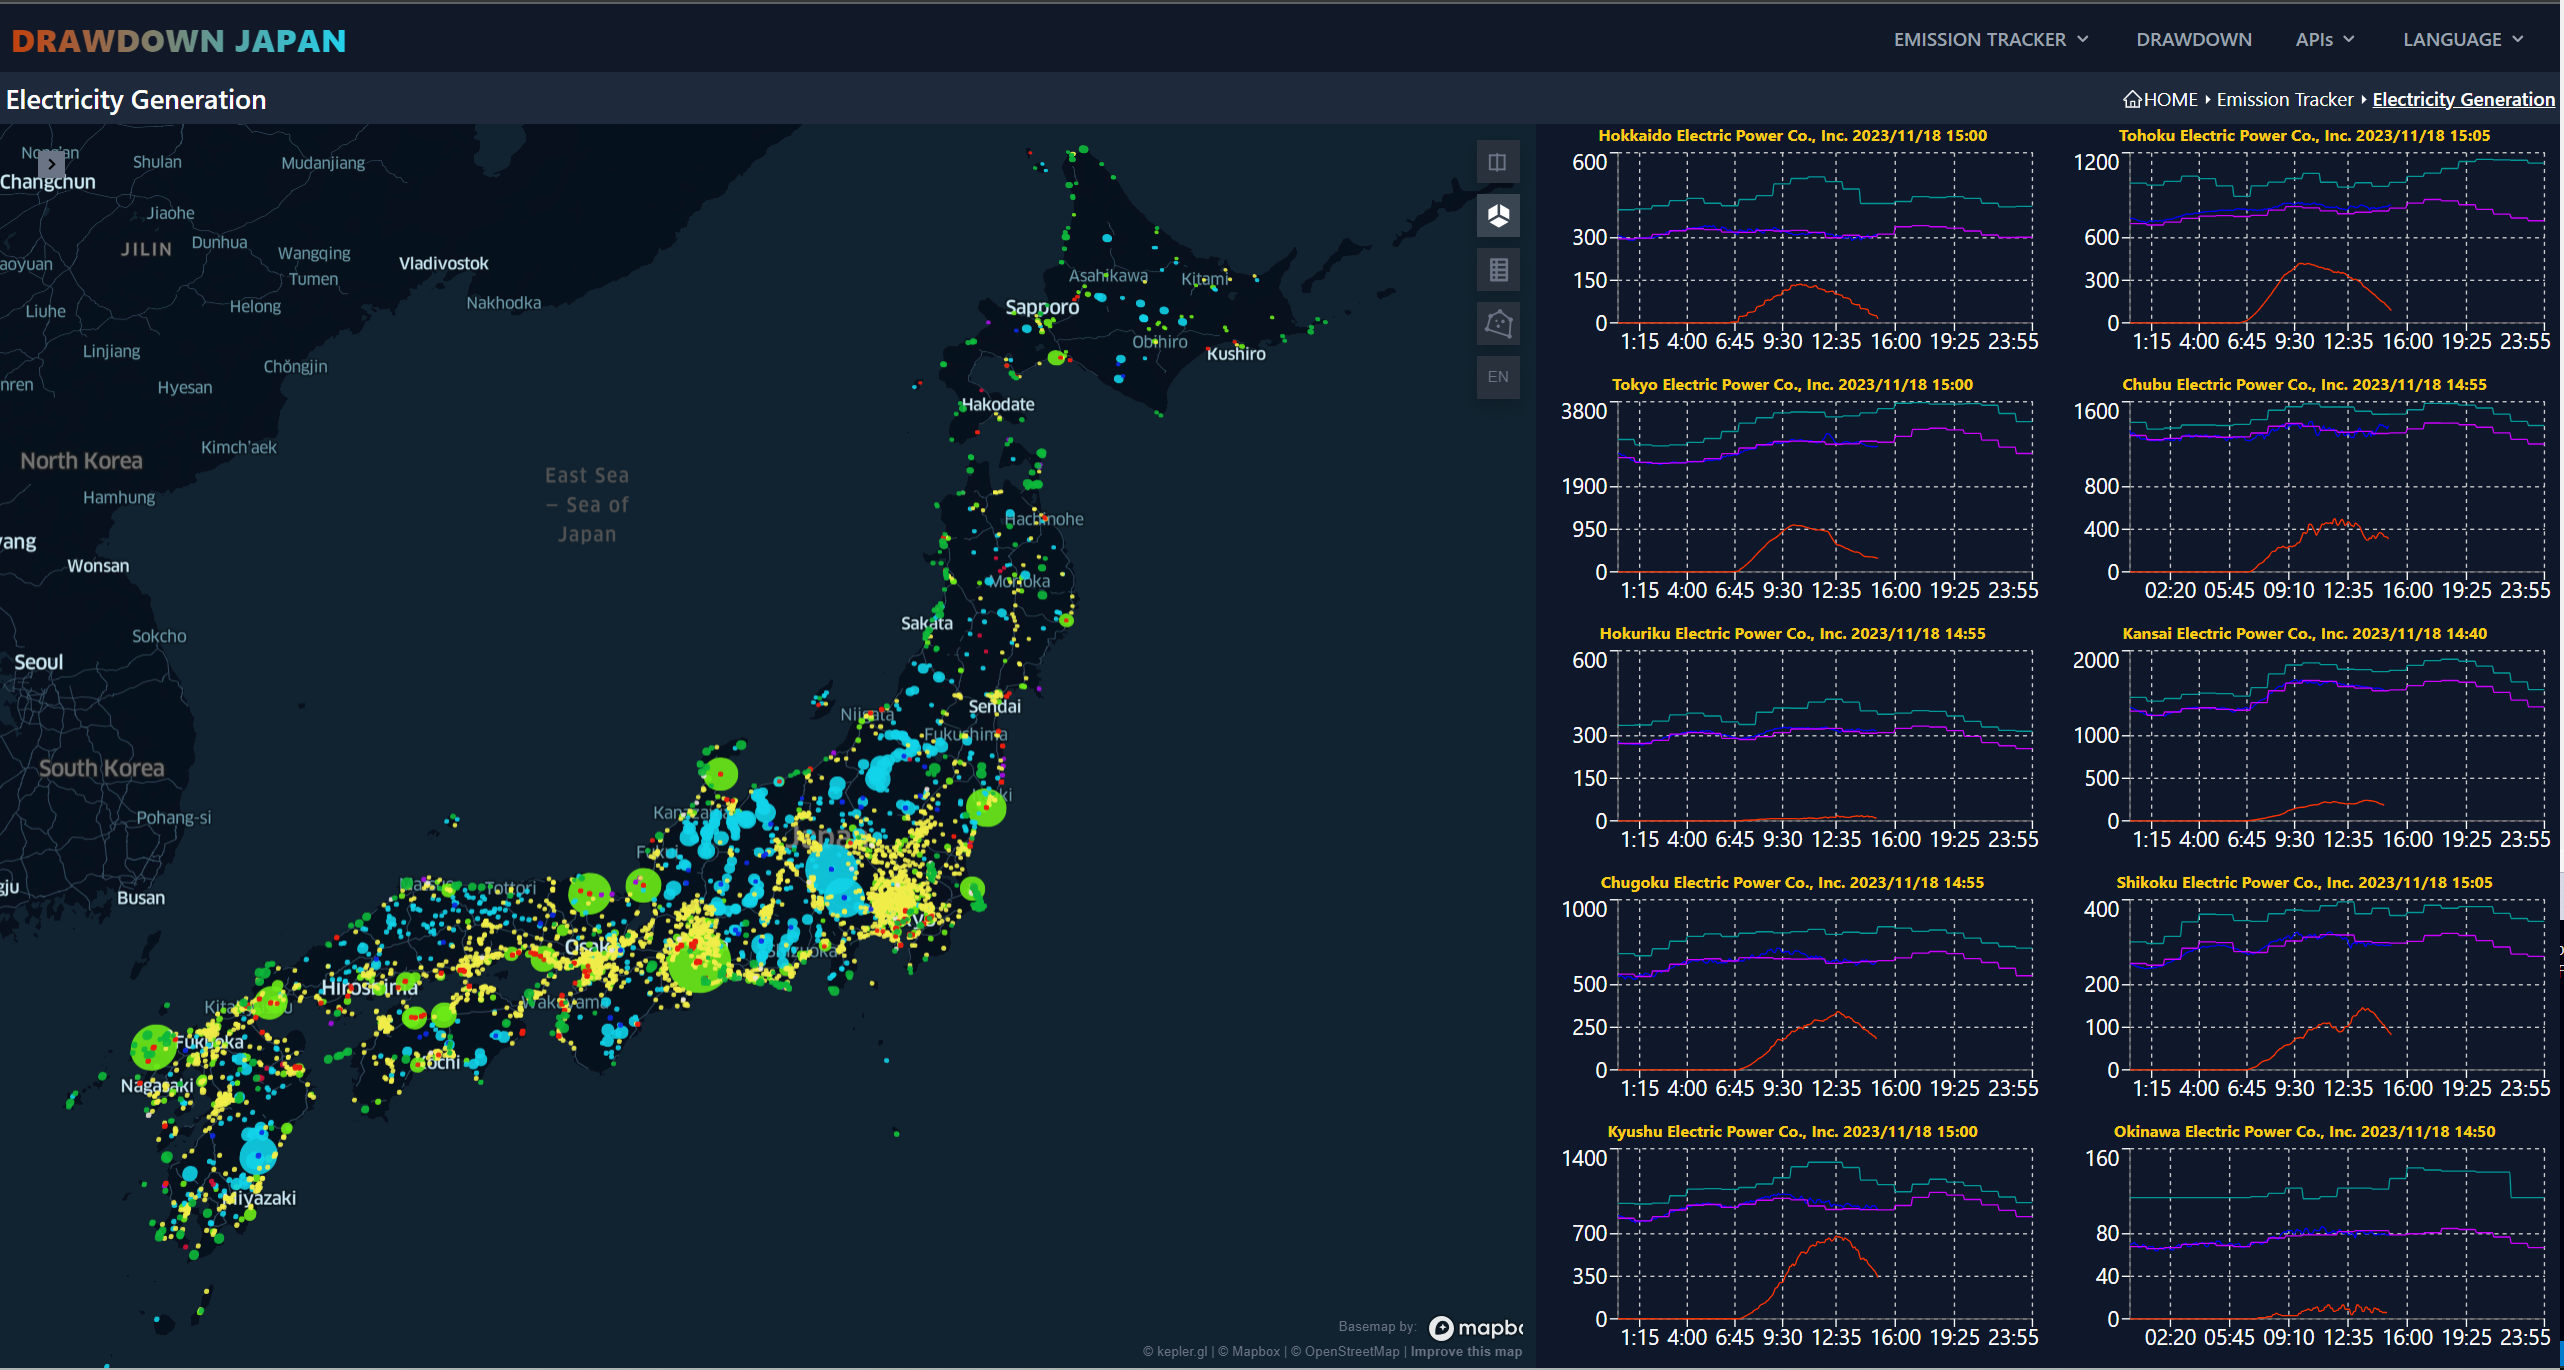 DRAWDOWN JAPAN
EMISSION TRACKER
DRAWDOWN
APIs
LANGUAGE
Electricity Generation
HOME
Emission Tracker
Electricity Generation
Changchun
Shulan
Mudanjiang
Jiaohe
JILIN
Dunhua
Wangqing
Tumen
Vladivostok
Nakhodka
aoyuan
Liuhe
Helong
Linjiang
Chŏngjin
nren
Hyesan
Kimch'aek
North Korea
Hamhung
yang
Wonsan
Sokcho
Seoul
South Korea
Pohang-si
gju
Busan
East Sea
– Sea of
Japan
Asahikawa
Kitami
Sapporo
Obihiro
Kushiro
Hakodate
Hachinohe
Morioka
Sakata
Sendai
Niigata
Fukushima
Japan
Tottori
Osaka
Shizuoka
Wakayama
Hiroshima
Fukuoka
Kochi
Nagasaki
Miyazaki
EN
Basemap by:
mapbo
© kepler.gl | © Mapbox | © OpenStreetMap | Improve this map
Hokkaido Electric Power Co., Inc. 2023/11/18 15:00
600
300
150
0
1:15 4:00 6:45 9:30 12:35 16:00 19:25 23:55
Tohoku Electric Power Co., Inc. 2023/11/18 15:05
1200
600
300
0
1:15 4:00 6:45 9:30 12:35 16:00 19:25 23:55
Tokyo Electric Power Co., Inc. 2023/11/18 15:00
3800
1900
950
0
1:15 4:00 6:45 9:30 12:35 16:00 19:25 23:55
Chubu Electric Power Co., Inc. 2023/11/18 14:55
1600
800
400
0
02:20 05:45 09:10 12:35 16:00 19:25 23:55
Hokuriku Electric Power Co., Inc. 2023/11/18 14:55
600
300
150
0
1:15 4:00 6:45 9:30 12:35 16:00 19:25 23:55
Kansai Electric Power Co., Inc. 2023/11/18 14:40
2000
1000
500
0
1:15 4:00 6:45 9:30 12:35 16:00 19:25 23:55
Chugoku Electric Power Co., Inc. 2023/11/18 14:55
1000
500
250
0
1:15 4:00 6:45 9:30 12:35 16:00 19:25 23:55
Shikoku Electric Power Co., Inc. 2023/11/18 15:05
400
200
100
0
1:15 4:00 6:45 9:30 12:35 16:00 19:25 23:55
Kyushu Electric Power Co., Inc. 2023/11/18 15:00
1400
700
350
0
1:15 4:00 6:45 9:30 12:35 16:00 19:25 23:55
Okinawa Electric Power Co., Inc. 2023/11/18 14:50
160
80
40
0
02:20 05:45 09:10 12:35 16:00 19:25 23:55